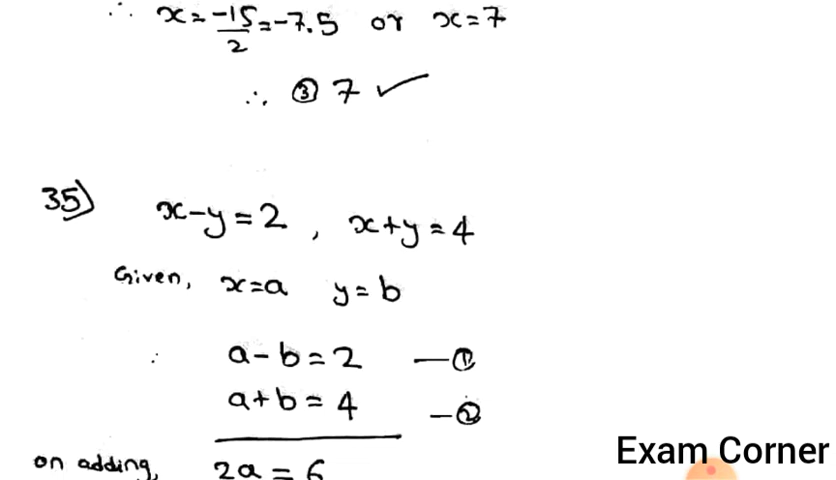 ∴ x = -15/2 = -7.5 or x = 7
∴ ③ 7 ✓
35) x-y = 2 , x+y = 4
Given, x=a y=b
∴ a-b = 2 —①
a+b = 4 —②
on adding, 2a = 6
Exam Corner